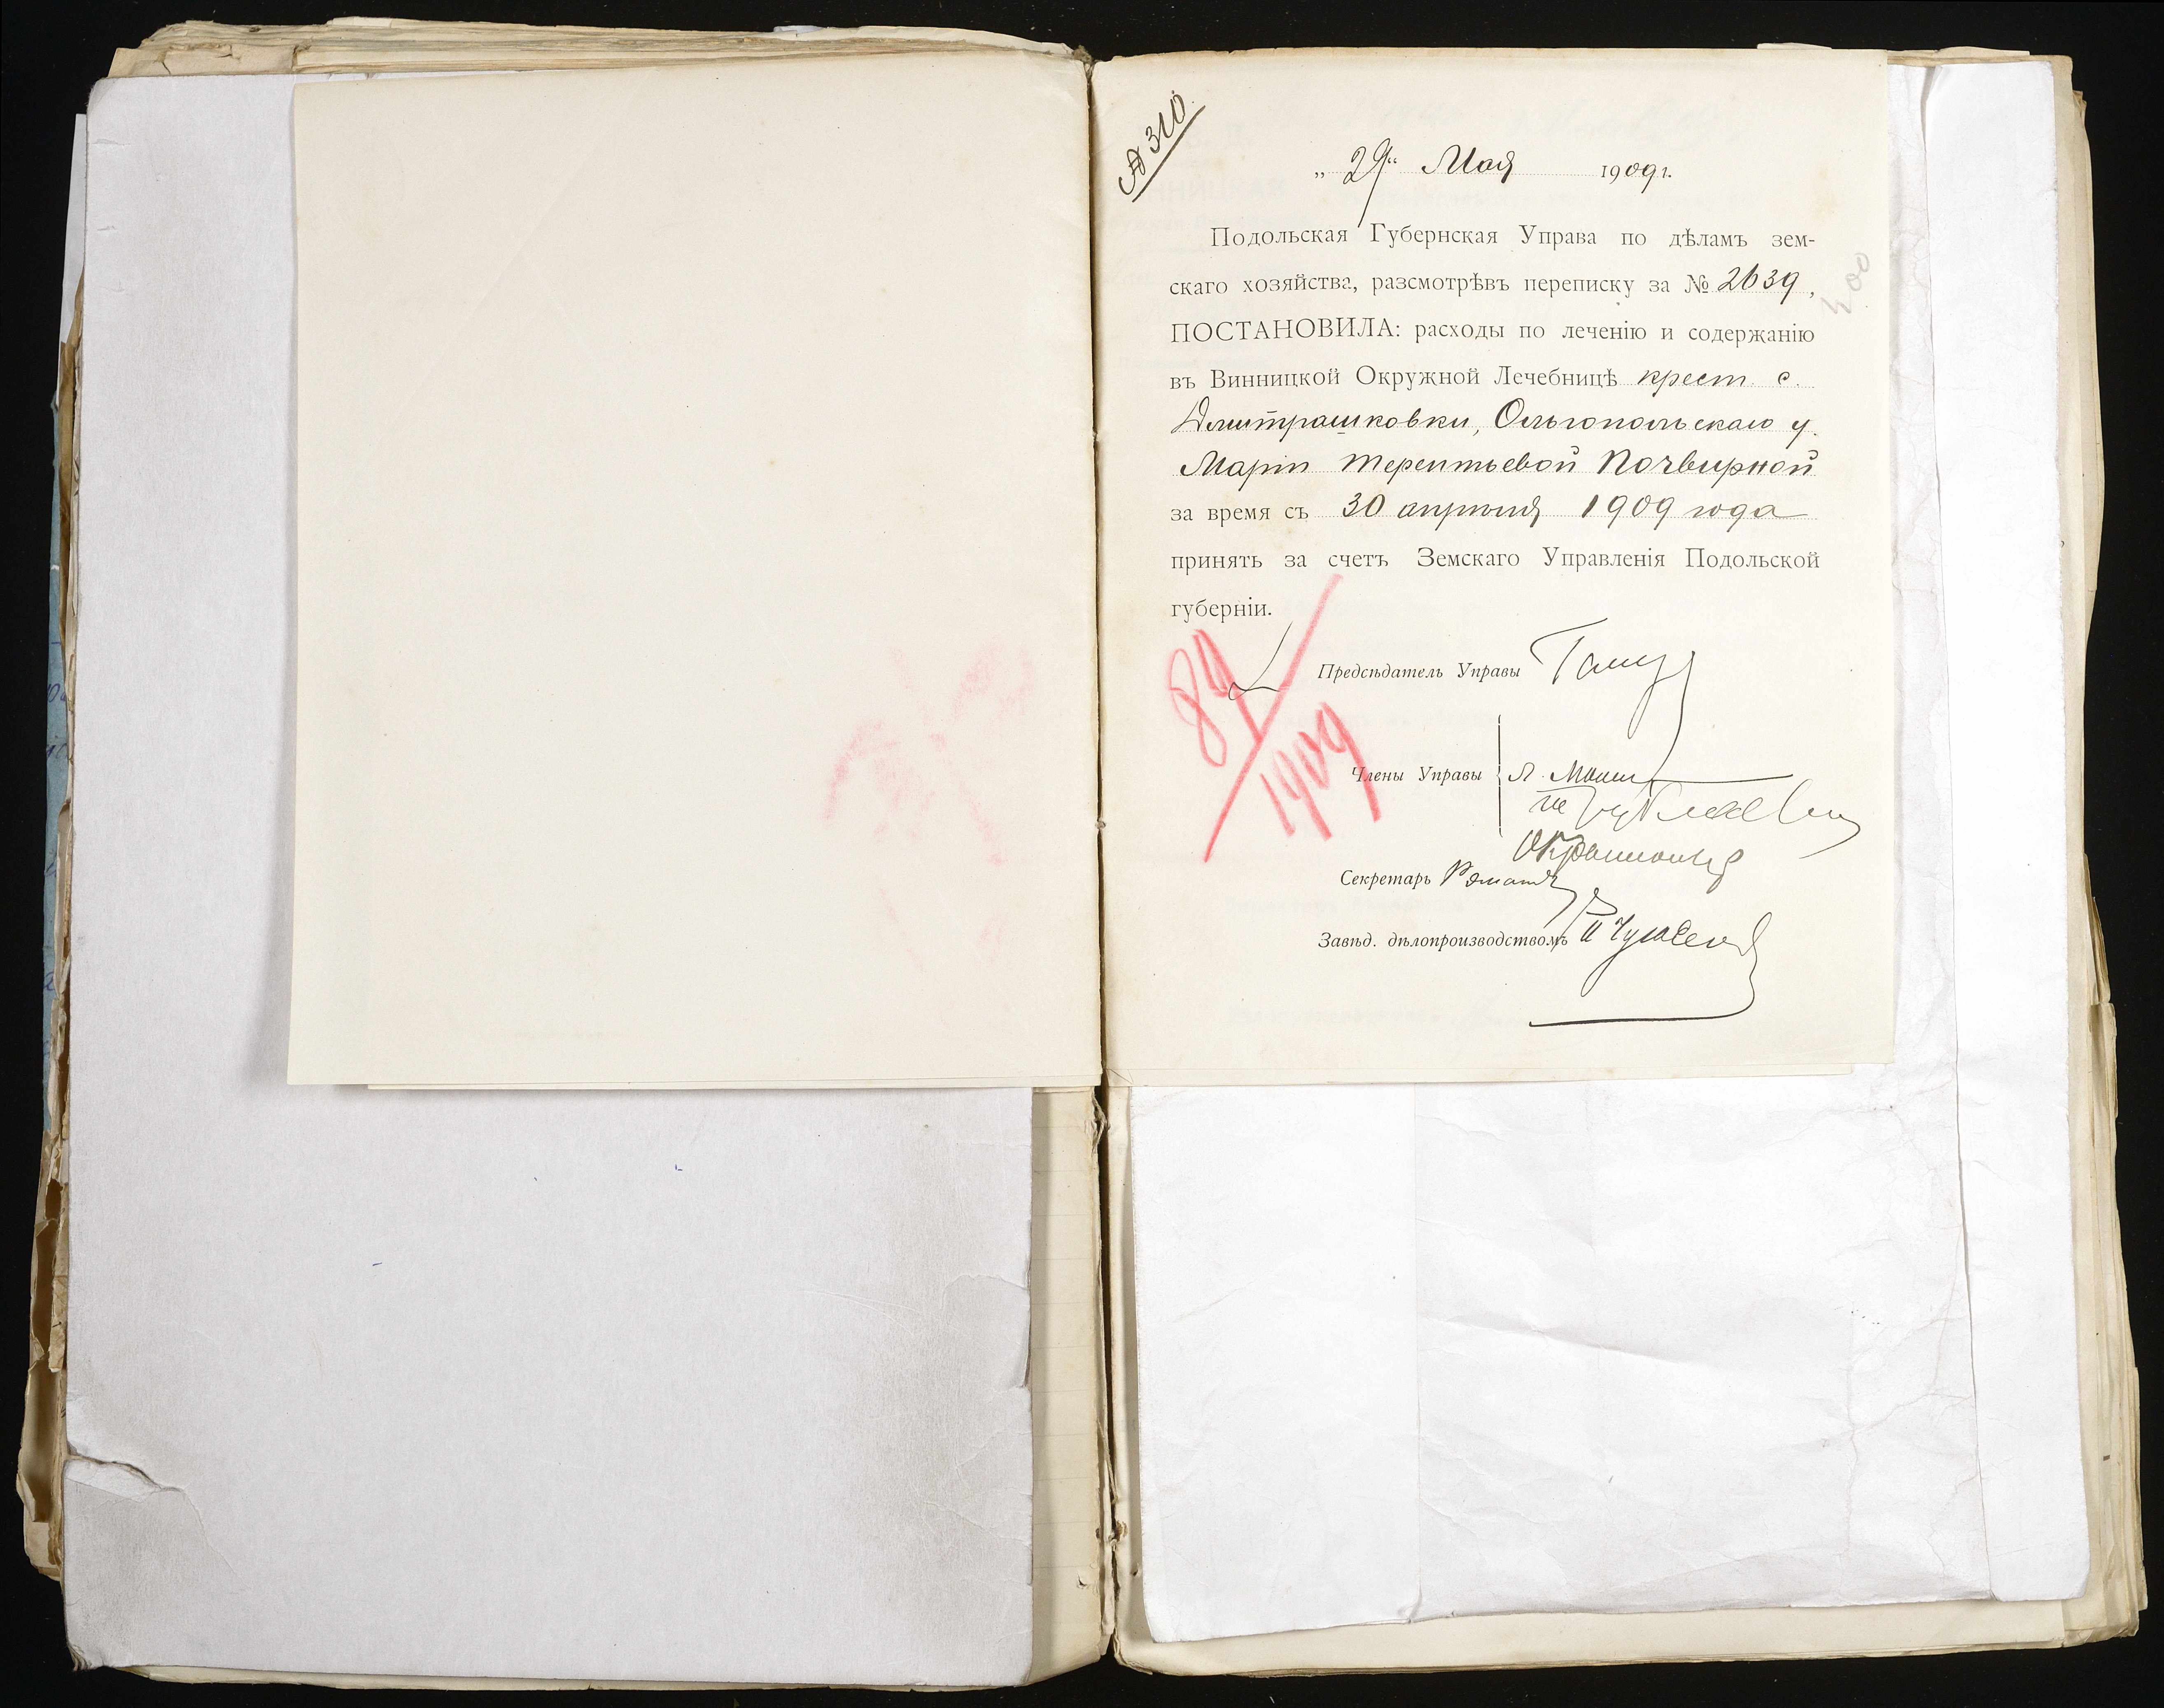 № 310
„ 29 “ Мая 1909 г.
Подольская Губернская Управа по дѣламъ зем-
скаго хозяйства, разсмотрѣвъ переписку за № 2639,
400
ПОСТАНОВИЛА: расходы по леченію и содержанію
въ Винницкой Окружной Лечебницѣ крест. с.
Дмитрашковки, Ольгопольскаго у.
Маріи Терентьевой Почвирной
за время съ 30 апрѣля 1909 года
принять за счетъ Земскаго Управленія Подольской
губерніи.
89/1909
Предсѣдатель Управы
Члены Управы
Секретарь
Завѣд. дѣлопроизводствомъ